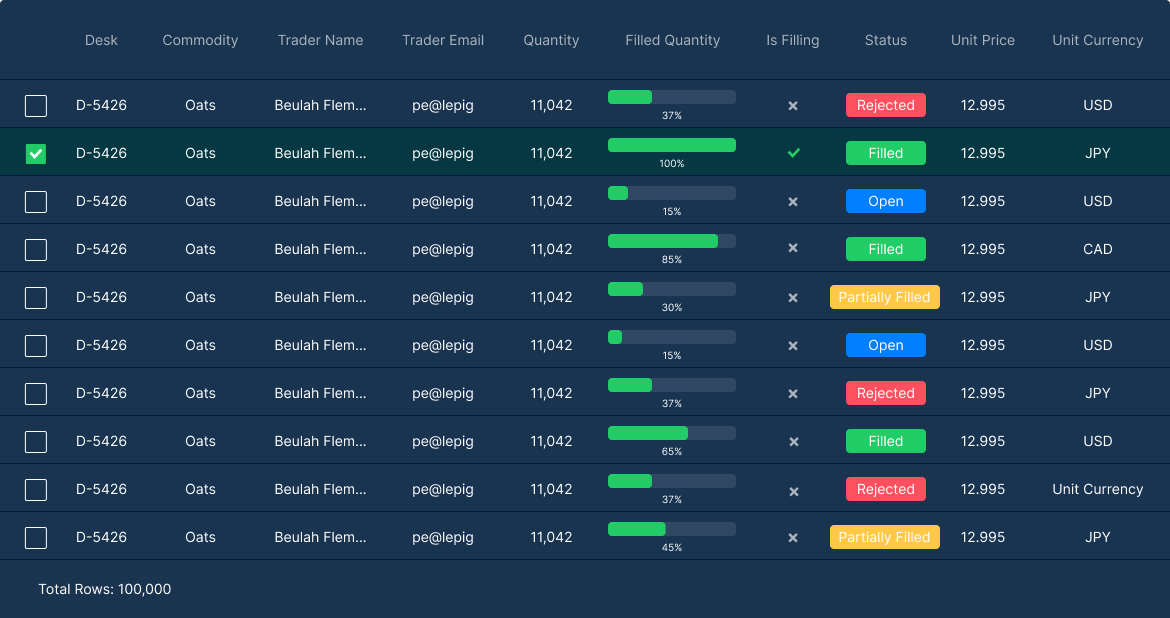 Desk Commodity Trader Name Trader Email Quantity Filled Quantity Is Filling Status Unit Price Unit Currency
D-5426 Oats Beulah Flem... pe@lepig 11,042 37% Rejected 12.995 USD
D-5426 Oats Beulah Flem... pe@lepig 11,042 100% Filled 12.995 JPY
D-5426 Oats Beulah Flem... pe@lepig 11,042 15% Open 12.995 USD
D-5426 Oats Beulah Flem... pe@lepig 11,042 85% Filled 12.995 CAD
D-5426 Oats Beulah Flem... pe@lepig 11,042 30% Partially Filled 12.995 JPY
D-5426 Oats Beulah Flem... pe@lepig 11,042 15% Open 12.995 USD
D-5426 Oats Beulah Flem... pe@lepig 11,042 37% Rejected 12.995 JPY
D-5426 Oats Beulah Flem... pe@lepig 11,042 65% Filled 12.995 USD
D-5426 Oats Beulah Flem... pe@lepig 11,042 37% Rejected 12.995 Unit Currency
D-5426 Oats Beulah Flem... pe@lepig 11,042 45% Partially Filled 12.995 JPY
Total Rows: 100,000